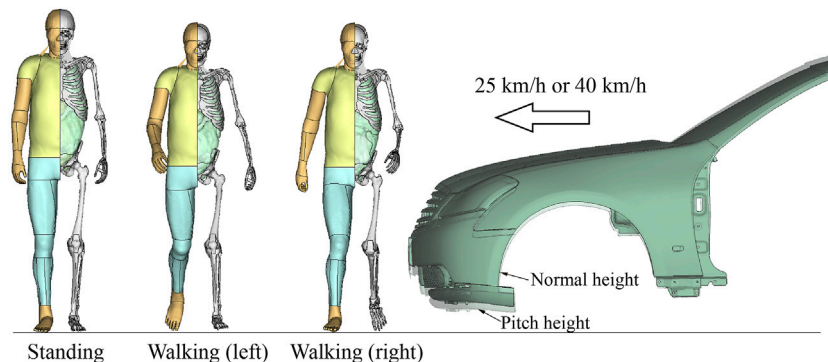 25 km/h or 40 km/h
Normal height
Pitch height
Standing
Walking (left)
Walking (right)